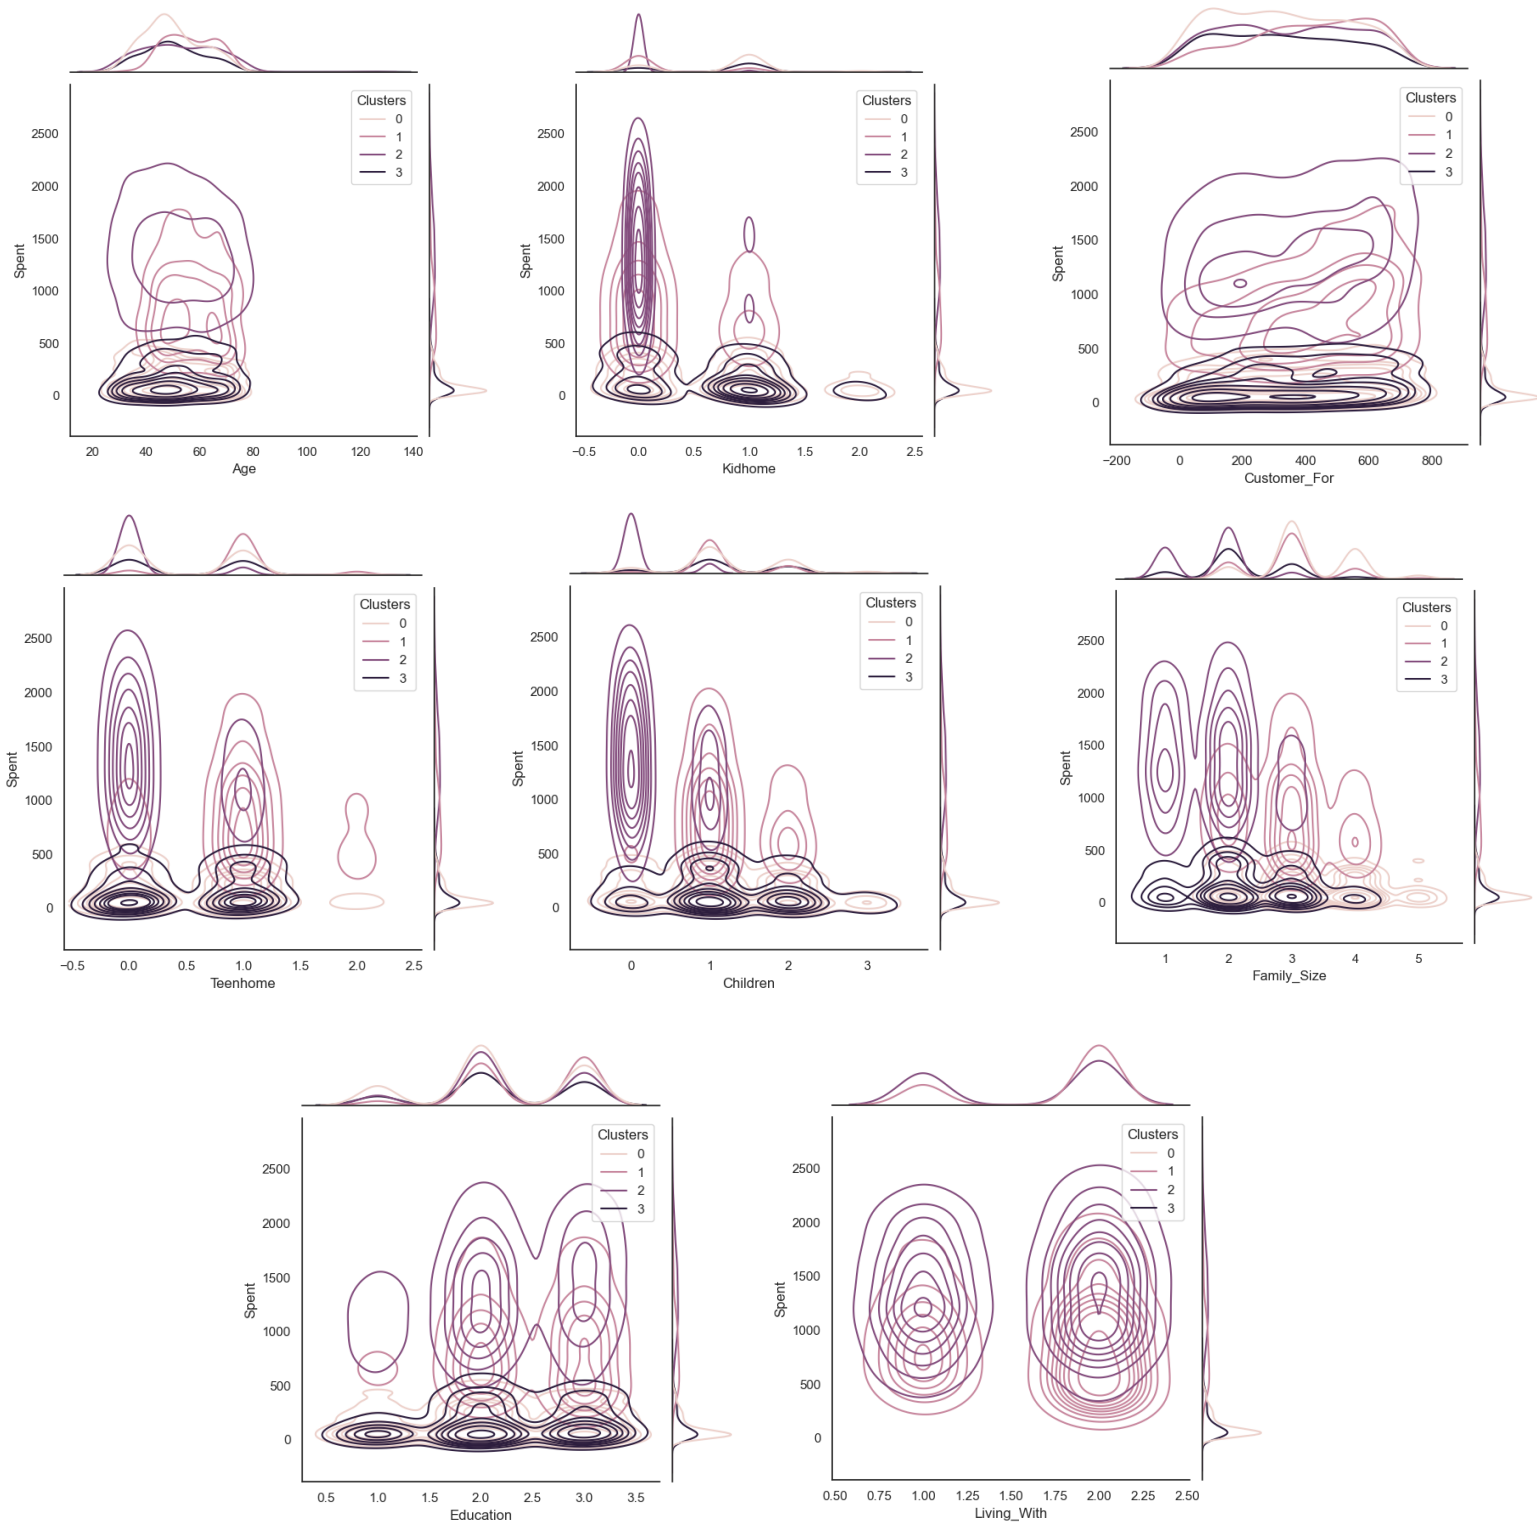 Clusters
0
1
2
3
2500
2000
1500
1000
500
0
Spent
20 40 60 80 100 120 140
Age
Clusters
0
1
2
3
2500
2000
1500
1000
500
0
Spent
−0.5 0.0 0.5 1.0 1.5 2.0 2.5
Kidhome
Clusters
0
1
2
3
2500
2000
1500
1000
500
0
Spent
−200 0 200 400 600 800
Customer_For
Clusters
0
1
2
3
2500
2000
1500
1000
500
0
Spent
−0.5 0.0 0.5 1.0 1.5 2.0 2.5
Teenhome
Clusters
0
1
2
3
2500
2000
1500
1000
500
0
Spent
0 1 2 3
Children
Clusters
0
1
2
3
2500
2000
1500
1000
500
0
Spent
1 2 3 4 5
Family_Size
Clusters
0
1
2
3
2500
2000
1500
1000
500
0
Spent
0.5 1.0 1.5 2.0 2.5 3.0 3.5
Education
Clusters
0
1
2
3
2500
2000
1500
1000
500
0
Spent
0.50 0.75 1.00 1.25 1.50 1.75 2.00 2.25 2.50
Living_With